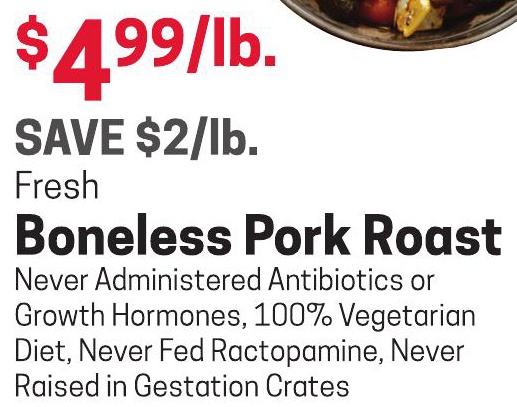 $4.99/lb.
SAVE $2/lb.
Fresh
Boneless Pork Roast
Never Administered Antibiotics or
Growth Hormones, 100% Vegetarian
Diet, Never Fed Ractopamine, Never
Raised in Gestation Crates